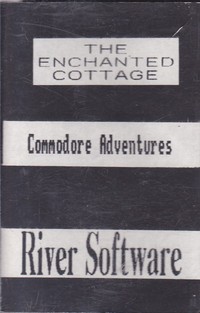 THE
ENCHANTED
COTTAGE
Commodore Adventures
River Software